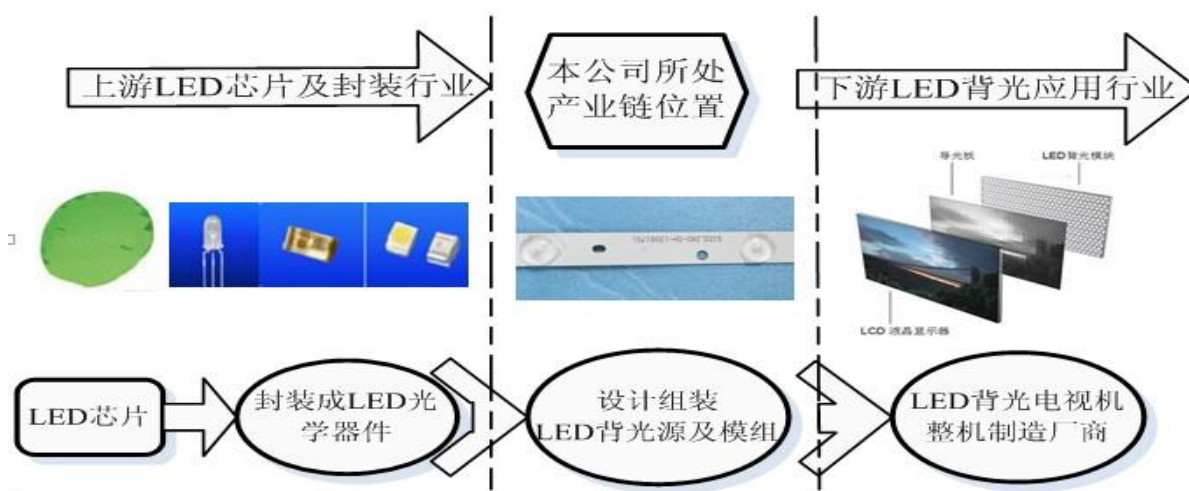 上游LED芯片及封装行业
本公司所处
产业链位置
下游LED背光应用行业
导光板
LED背光模块
LCD 液晶显示器
LED芯片
封装成LED光
学器件
设计组装
LED背光源及模组
LED背光电视机
整机制造厂商